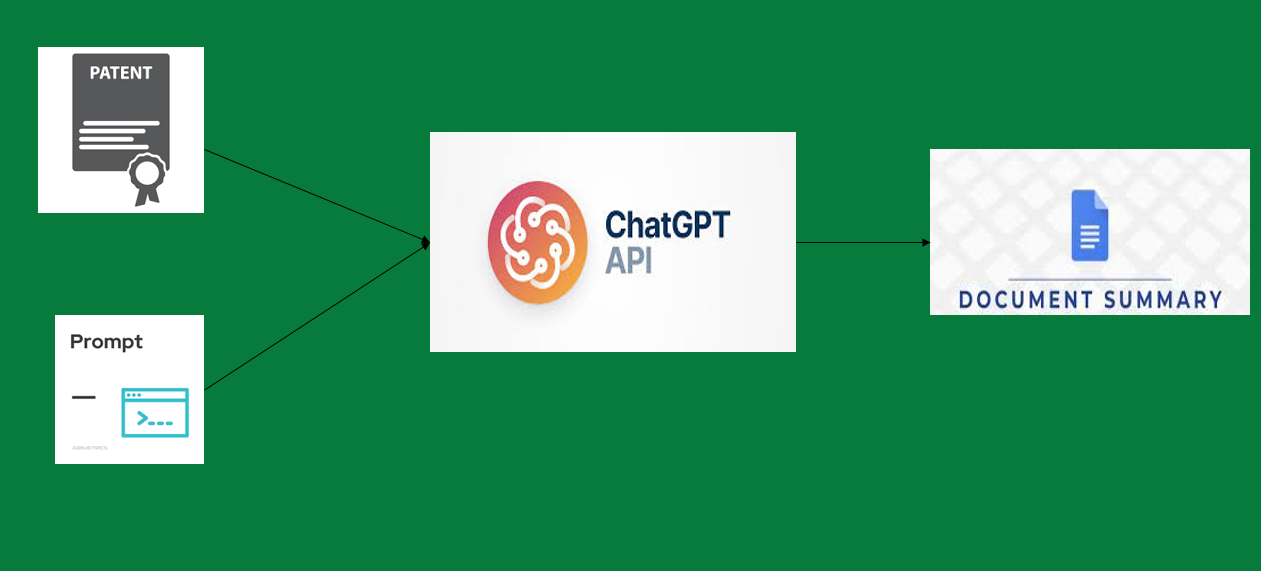 PATENT
Prompt
>_ _ _
ChatGPT
API
DOCUMENT SUMMARY